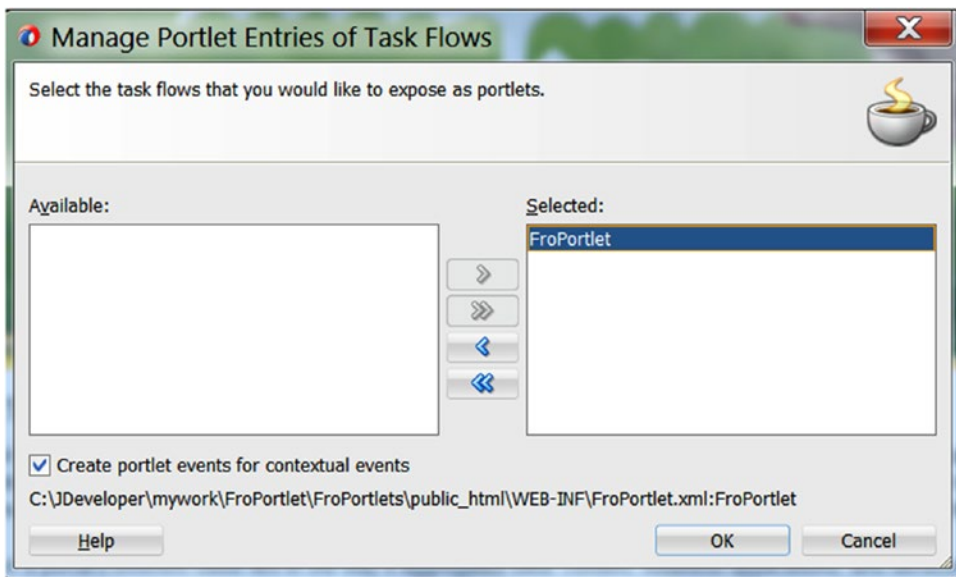 Manage Portlet Entries of Task Flows
Select the task flows that you would like to expose as portlets.
Available:
Selected:
FroPortlet
Create portlet events for contextual events
C:\JDeveloper\mywork\FroPortlet\FroPortlets\public_html\WEB-INF\FroPortlet.xml:FroPortlet
Help
OK
Cancel